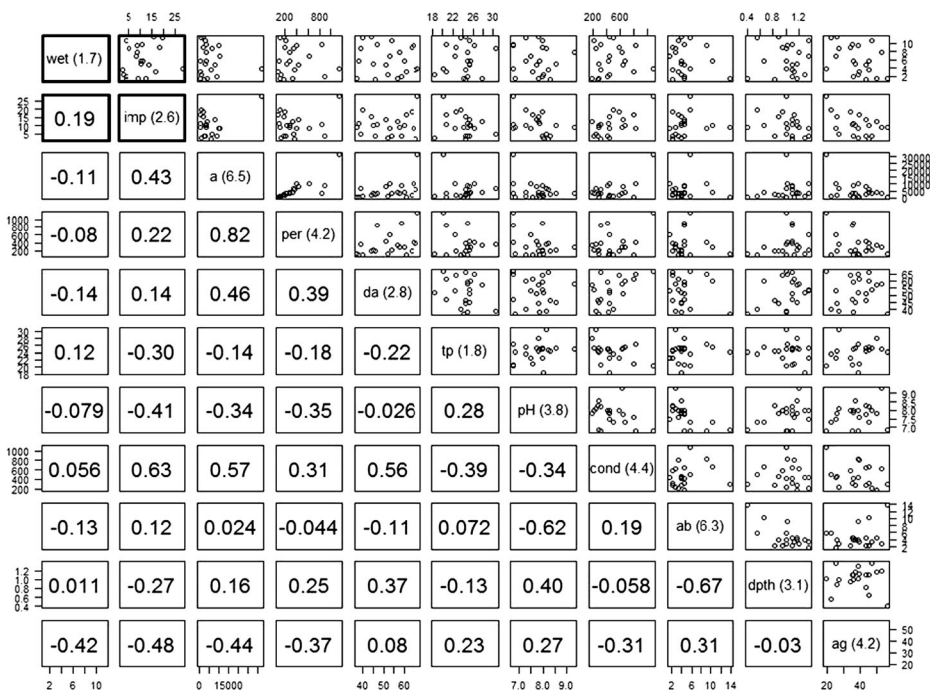 5 15 25 200 800 18 22 26 30 200 600 0.4 0.8 1.2
wet (1.7) 10 8 6 4 2
25 20 15 10 5 0.19 imp (2.6)
-0.11 0.43 a (6.5) 30000 20000 10000 5000 0
1000 800 600 400 200 -0.08 0.22 0.82 per (4.2)
-0.14 0.14 0.46 0.39 da (2.8) 65 60 55 50 45 40
30 28 26 24 22 20 18 0.12 -0.30 -0.14 -0.18 -0.22 tp (1.8)
-0.079 -0.41 -0.34 -0.35 -0.026 0.28 pH (3.8) 9.0 8.5 8.0 7.5 7.0
1000 800 600 400 200 0.056 0.63 0.57 0.31 0.56 -0.39 -0.34 cond (4.4)
-0.13 0.12 0.024 -0.044 -0.11 0.072 -0.62 0.19 ab (6.3) 14 10 8 6 4 2
1.2 1.0 0.8 0.6 0.4 0.011 -0.27 0.16 0.25 0.37 -0.13 0.40 -0.058 -0.67 dpth (3.1)
-0.42 -0.48 -0.44 -0.37 0.08 0.23 0.27 -0.31 0.31 -0.03 ag (4.2) 50 40 30 20
2 6 10 0 15000 40 50 60 7.0 8.0 9.0 2 6 10 14 20 40